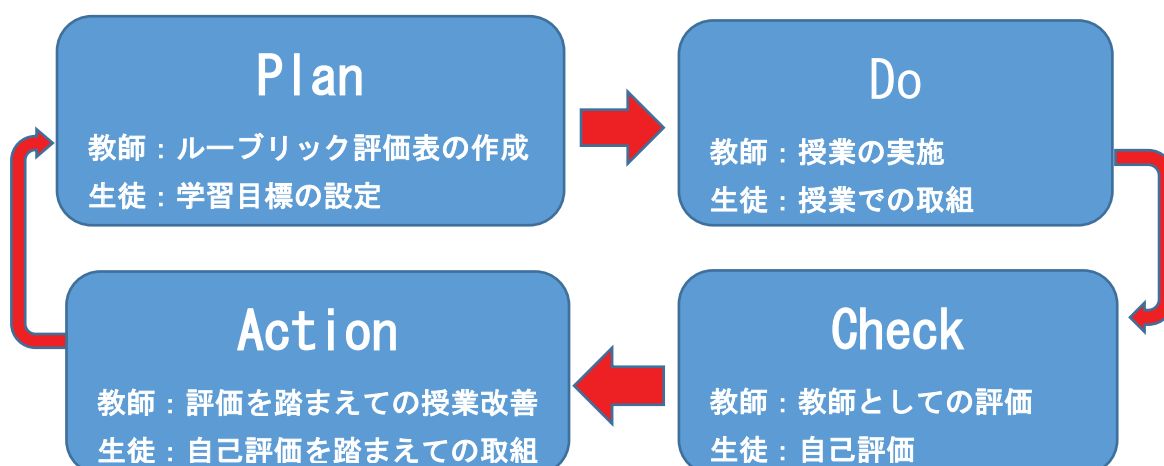 Plan
教師：ルーブリック評価表の作成
生徒：学習目標の設定
Do
教師：授業の実施
生徒：授業での取組
Check
教師：教師としての評価
生徒：自己評価
Action
教師：評価を踏まえての授業改善
生徒：自己評価を踏まえての取組